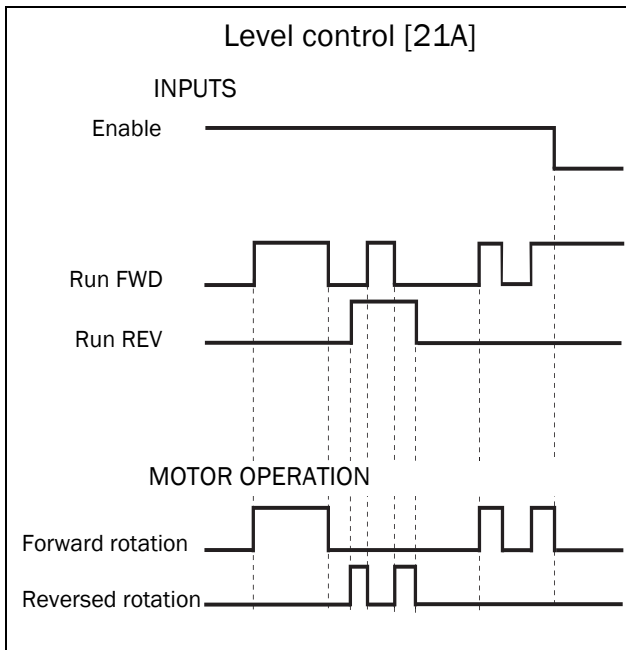 Level control [21A]
INPUTS
Enable
Run FWD
Run REV
MOTOR OPERATION
Forward rotation
Reversed rotation